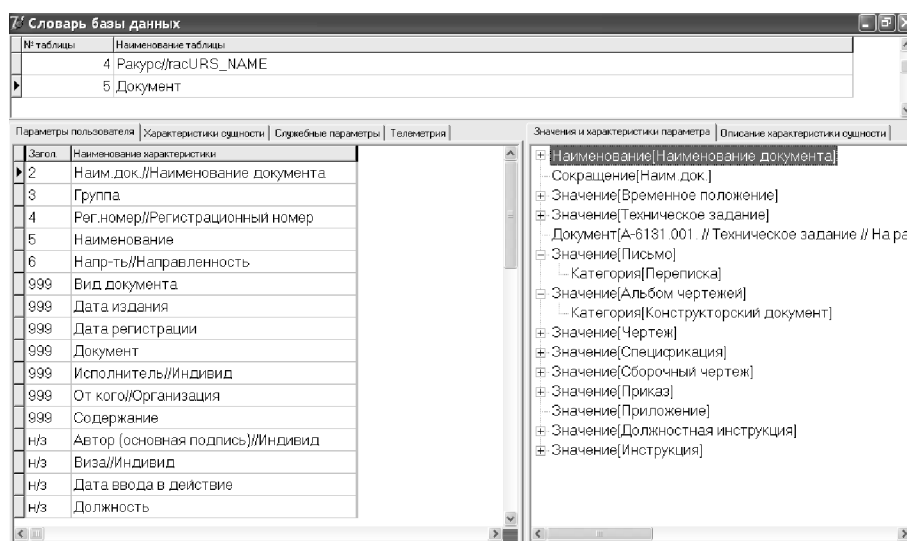 Словарь базы данных
№ таблицы Наименование таблицы
4 Ракурс//racURS_NAME
5 Документ
Параметры пользователя Характеристики сущности Служебные параметры Телеметрия
Загол. Наименование характеристики
2 Наим.док.//Наименование документа
3 Группа
4 Рег.номер//Регистрационный номер
5 Наименование
6 Напр-ть//Направленность
999 Вид документа
999 Дата издания
999 Дата регистрации
999 Документ
999 Исполнитель//Индивид
999 От кого//Организация
999 Содержание
н/з Автор (основная подпись)//Индивид
н/з Виза//Индивид
н/з Дата ввода в действие
н/з Должность
Значения и характеристики параметра Описание характеристики сущности
Наименование[Наименование документа]
Сокращение[Наим.док.]
Значение[Временное положение]
Значение[Техническое задание]
Документ[А-6131.001. // Техническое задание // На ра
Значение[Письмо]
Категория[Переписка]
Значение[Альбом чертежей]
Категория[Конструкторский документ]
Значение[Чертеж]
Значение[Спецификация]
Значение[Сборочный чертеж]
Значение[Приказ]
Значение[Приложение]
Значение[Должностная инструкция]
Значение[Инструкция]